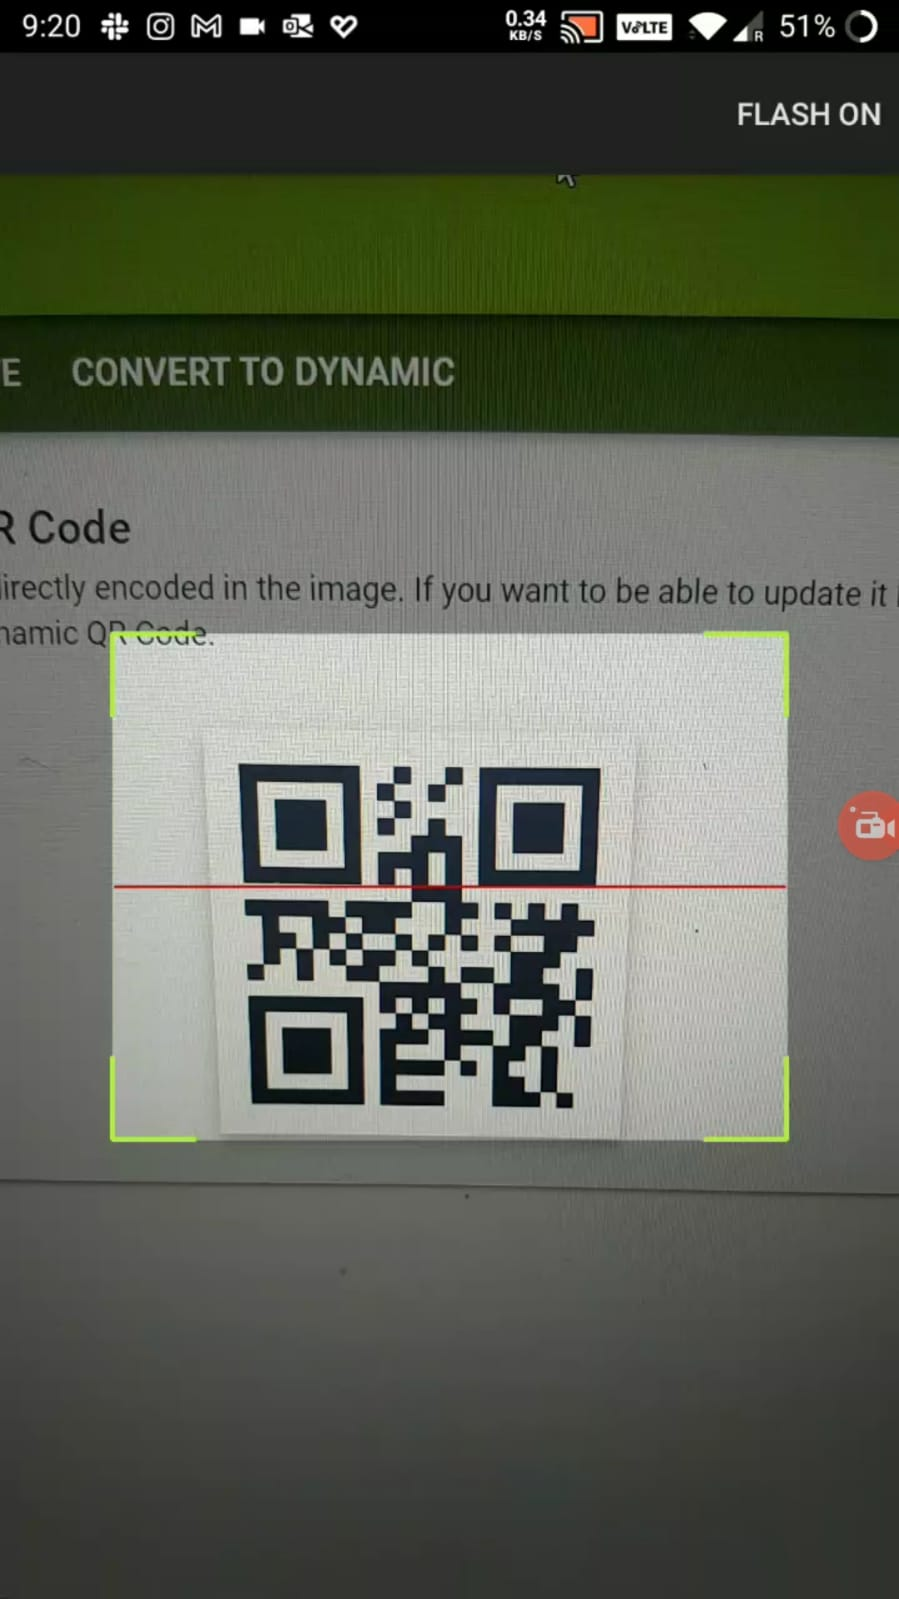 9:20 0.34 KB/S VoLTE R 51%
FLASH ON
E CONVERT TO DYNAMIC
R Code
directly encoded in the image. If you want to be able to update it
namic QR Code.